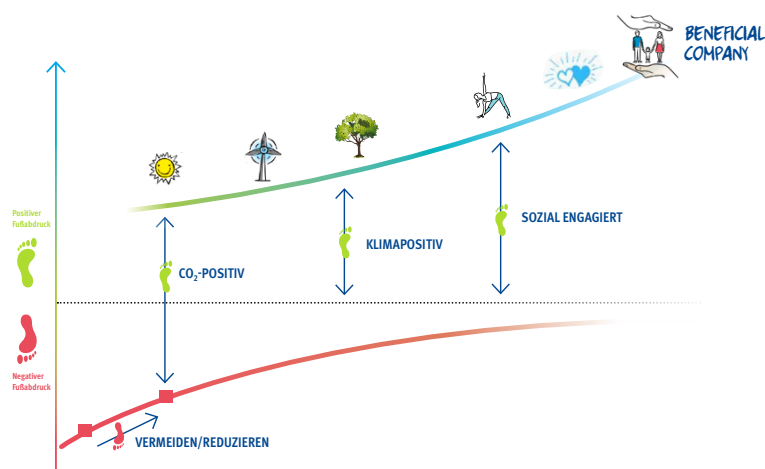 BENEFICIAL
COMPANY
Positiver
Fußabdruck
SOZIAL ENGAGIERT
KLIMAPOSITIV
CO₂-POSITIV
Negativer
Fußabdruck
VERMEIDEN/REDUZIEREN